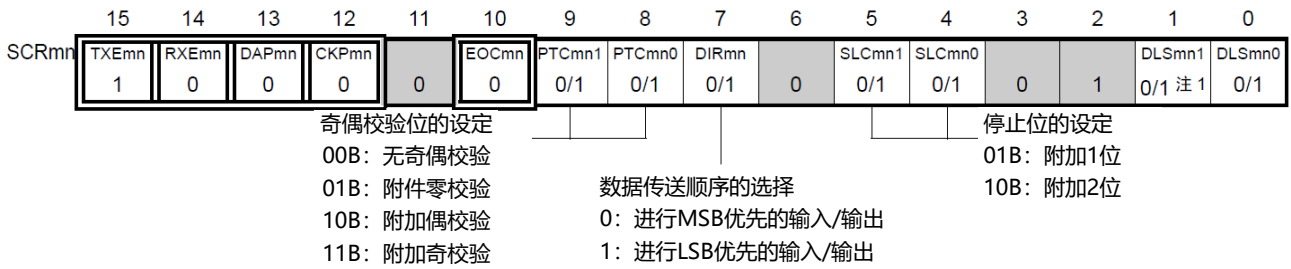 15 14 13 12 11 10 9 8 7 6 5 4 3 2 1 0
SCRmn TXEmn RXEmn DAPmn CKPmn EOCmn PTCmn1 PTCmn0 DIRmn SLCmn1 SLCmn0 DLSmn1 DLSmn0
1 0 0 0 0 0 0/1 0/1 0/1 0 0/1 0/1 0 1 0/1 注 1 0/1
奇偶校验位的设定
00B：无奇偶校验
01B：附件零校验
10B：附加偶校验
11B：附加奇校验
数据传送顺序的选择
0：进行MSB优先的输入/输出
1：进行LSB优先的输入/输出
停止位的设定
01B：附加1位
10B：附加2位